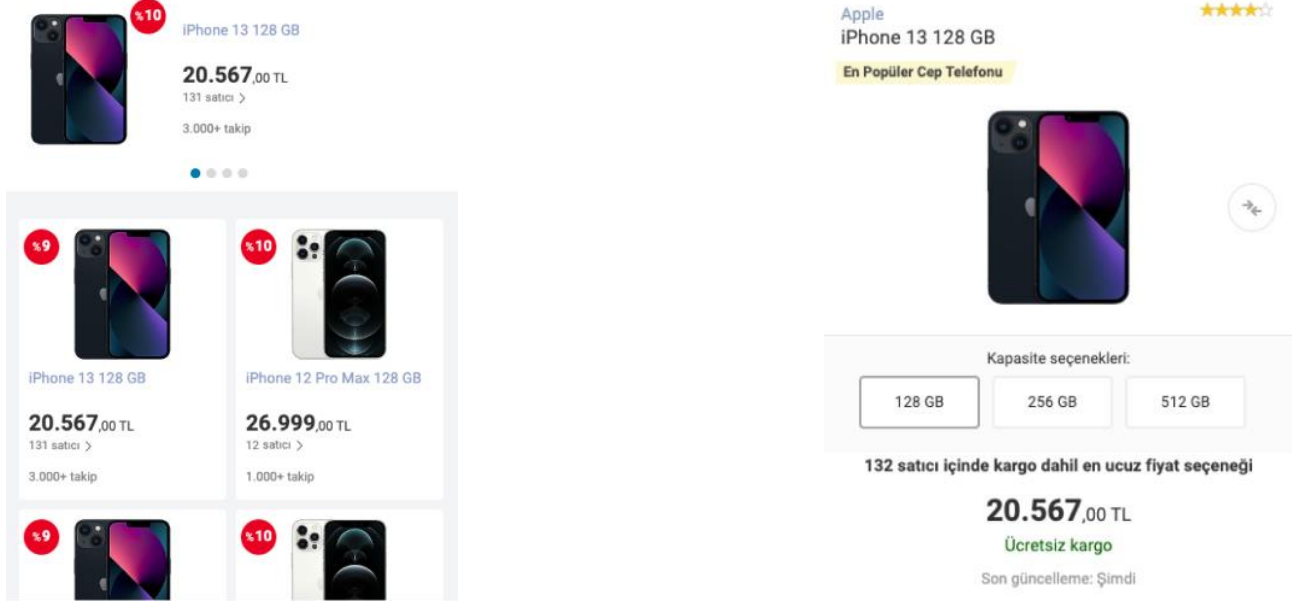 %10
iPhone 13 128 GB
20.567,00 TL
131 satıcı >
3.000+ takip
%9
iPhone 13 128 GB
20.567,00 TL
131 satıcı >
3.000+ takip
%10
iPhone 12 Pro Max 128 GB
26.999,00 TL
12 satıcı >
1.000+ takip
%9
%10
Apple
iPhone 13 128 GB
En Popüler Cep Telefonu
Kapasite seçenekleri:
128 GB
256 GB
512 GB
132 satıcı içinde kargo dahil en ucuz fiyat seçeneği
20.567,00 TL
Ücretsiz kargo
Son güncelleme: Şimdi